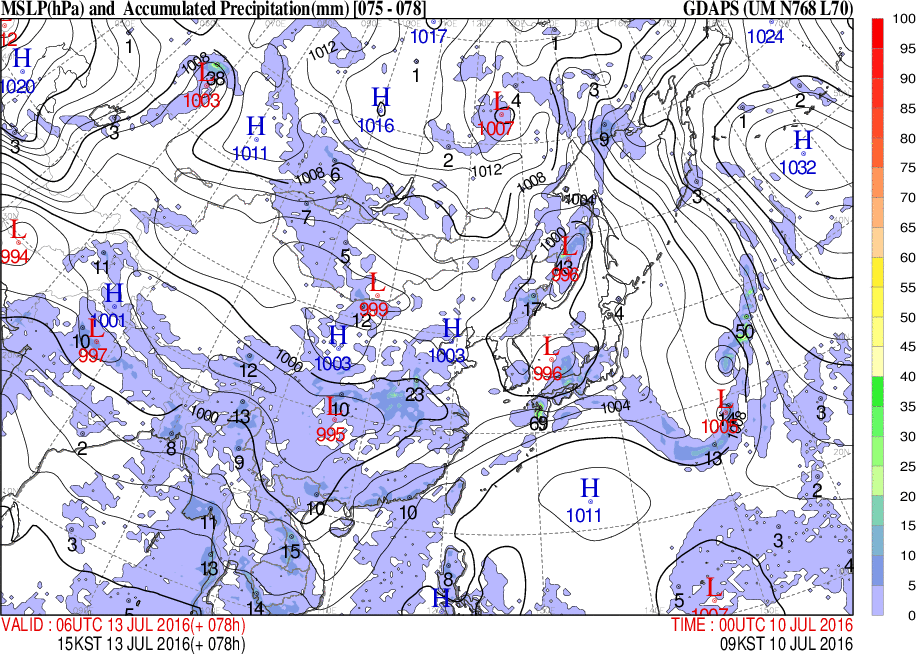 MSLP(hPa) and Accumulated Precipitation(mm) [075 - 078] GDAPS (UM N768 L70)
12 1 1008 1012 1017 1 1024 100
H 1020 L 38 1003 1 H 0 1016 L 4 1007 3 2 95
3 3 H 1011 2 9 1 H 1032 90
1008 6 1012 1008 1004 3 85
7 1000 80
L 994 11 5 L 43 996 75
H 1001 L 999 17 4 70
10 L 997 12 H 1003 H 1003 50 65
12 1000 L 996 60
1000 13 L 10 995 23 69 1004 L 1008 3 55
2 8 9 13 50
10 10 H 1011 2 45
11 3 40
3 15 3 35
13 8 4 30
5 14 H 5 L 1007 25
20
15
10
5
0
VALID : 06UTC 13 JUL 2016(+ 078h) TIME : 00UTC 10 JUL 2016
15KST 13 JUL 2016(+ 078h) 09KST 10 JUL 2016